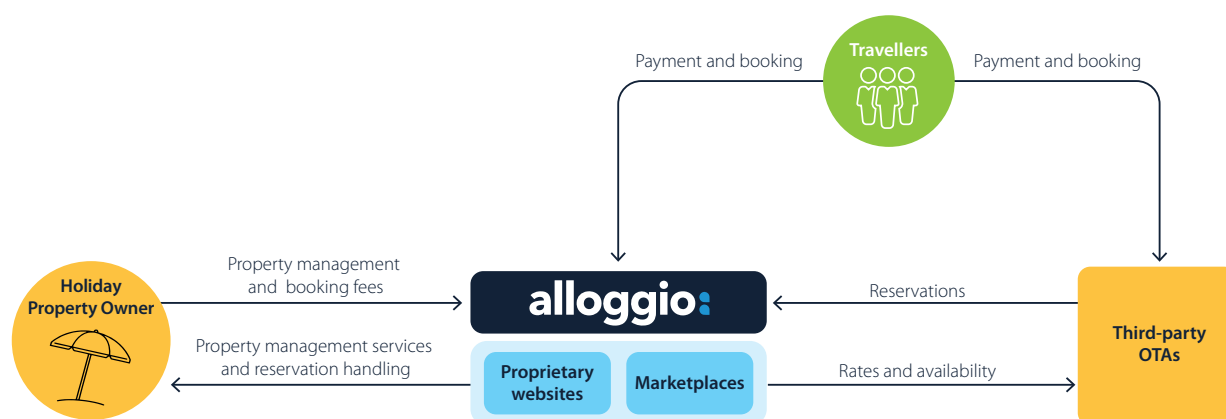 Travellers
Payment and booking
Payment and booking
Holiday
Property Owner
Property management
and booking fees
Property management services
and reservation handling
alloggio:
Proprietary
websites
Marketplaces
Reservations
Rates and availability
Third-party
OTAs